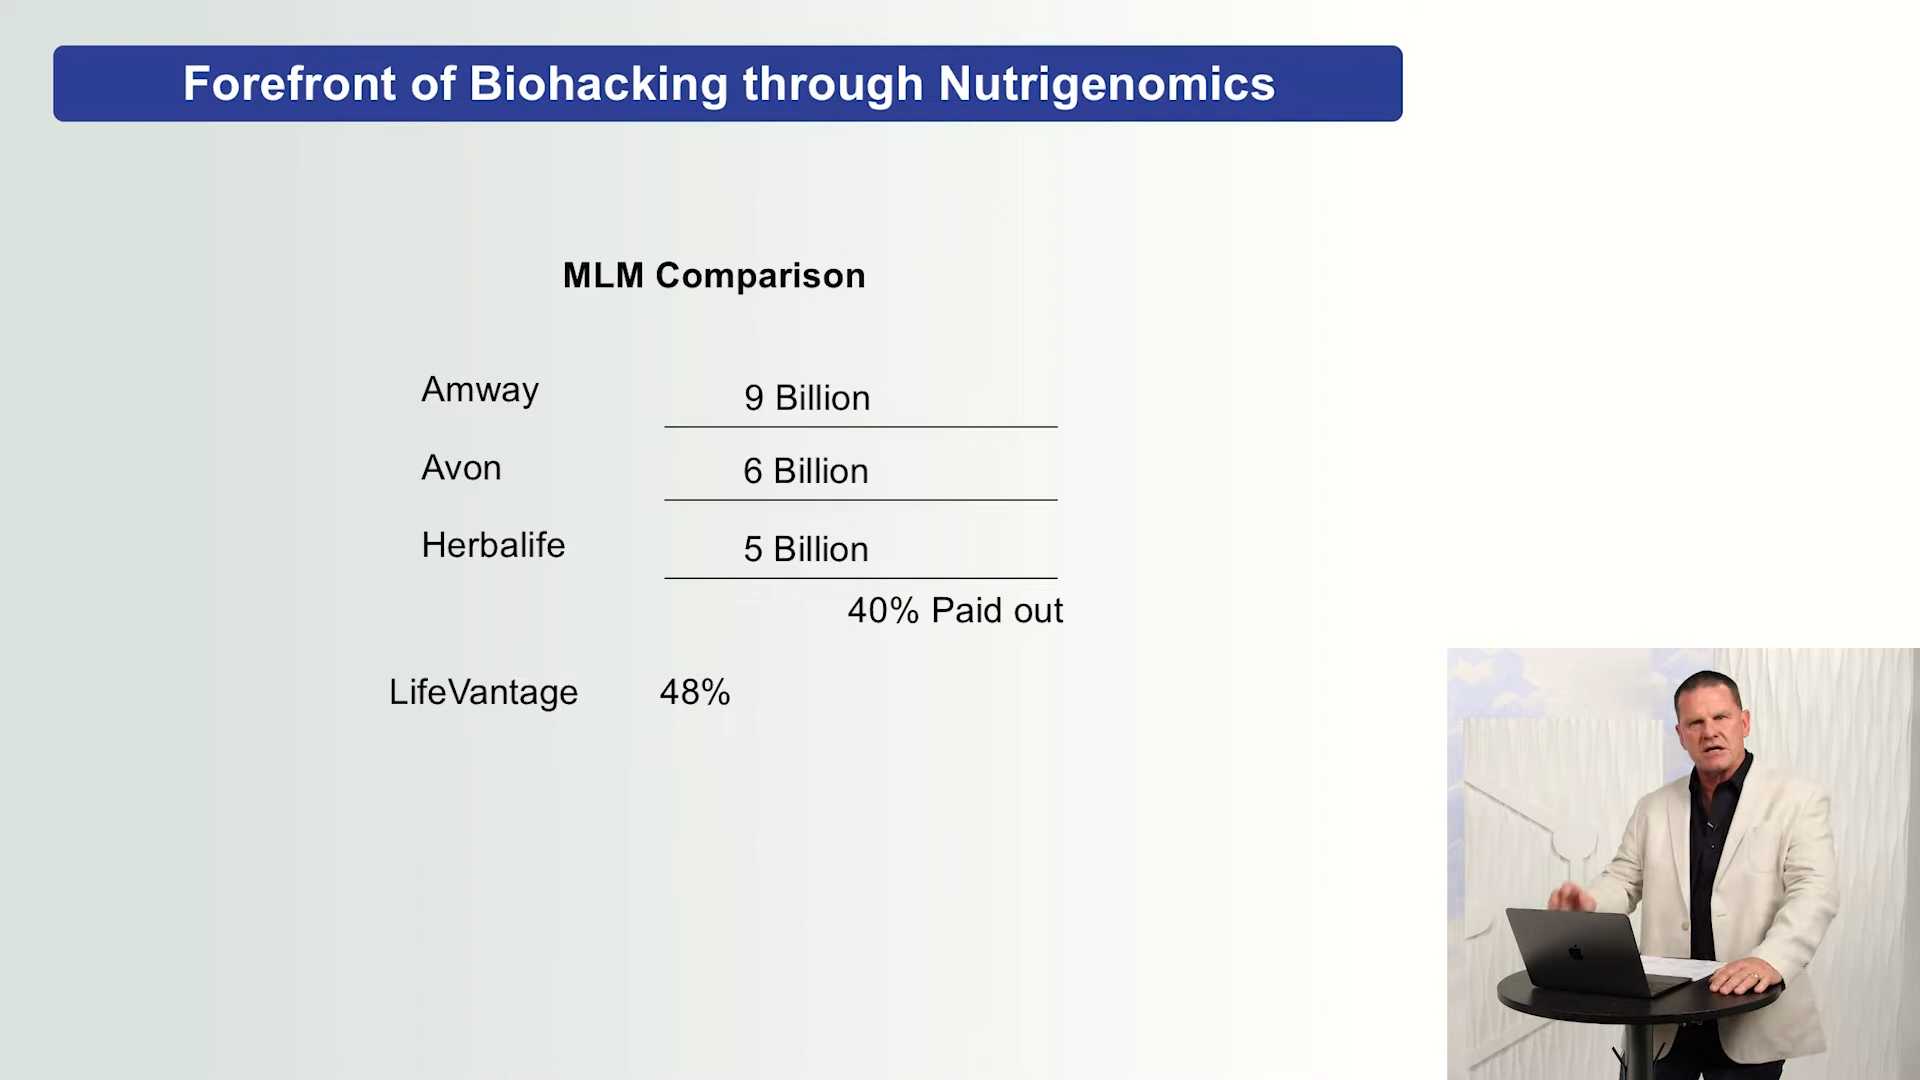 Forefront of Biohacking through Nutrigenomics
MLM Comparison
Amway 9 Billion
Avon 6 Billion
Herbalife 5 Billion
40% Paid out
LifeVantage 48%